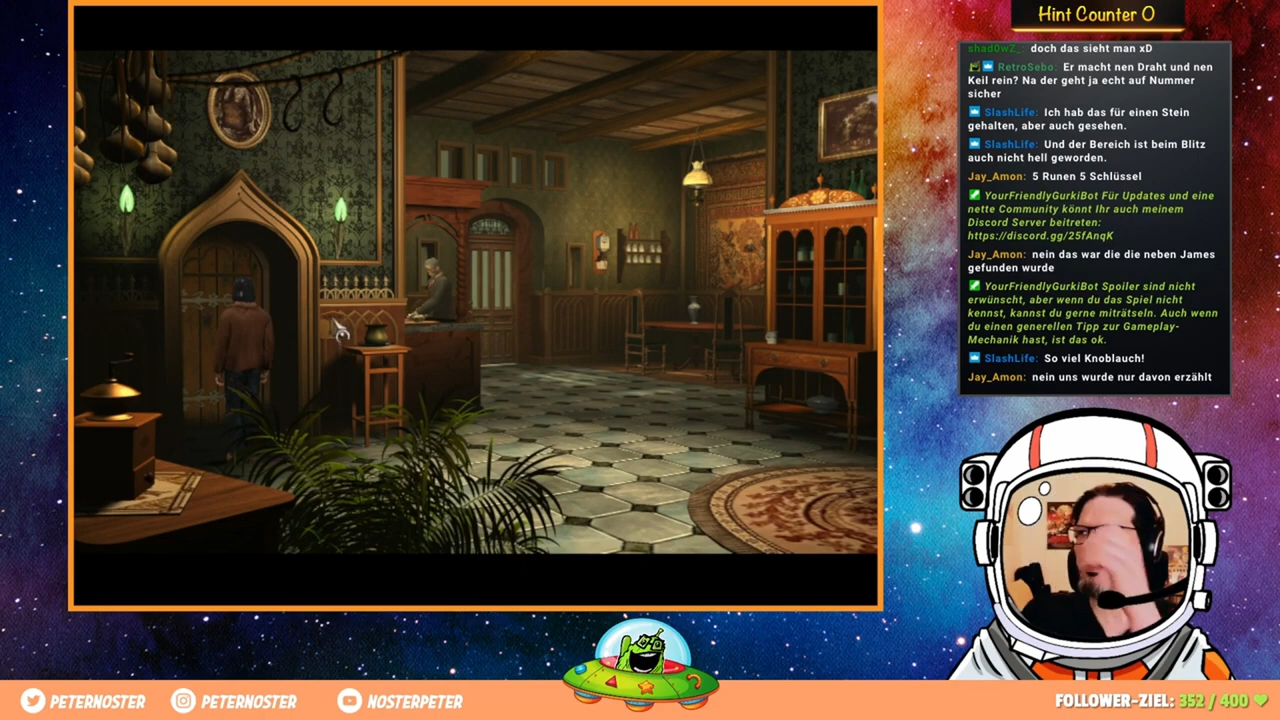 Hint Counter 0
shad0wZ_: doch das sieht man xD
RetroSebo: Er macht nen Draht und nen
Keil rein? Na der geht ja echt auf Nummer
sicher
SlashLife: Ich hab das für einen Stein
gehalten, aber auch gesehen.
SlashLife: Und der Bereich ist beim Blitz
auch nicht hell geworden.
Jay_Amon: 5 Runen 5 Schlüssel
YourFriendlyGurkiBot Für Updates und eine
nette Community könnt Ihr auch meinem
Discord Server beitreten:
https://discord.gg/25fAnqK
Jay_Amon: nein das war die die neben James
gefunden wurde
YourFriendlyGurkiBot Spoiler sind nicht
erwünscht, aber wenn du das Spiel nicht
kennst, kannst du gerne miträtseln. Auch wenn
du einen generellen Tipp zur Gameplay-
Mechanik hast, ist das ok.
SlashLife: So viel Knoblauch!
Jay_Amon: nein uns wurde nur davon erzählt
PETERNOSTER
PETERNOSTER
NOSTERPETER
FOLLOWER-ZIEL: 352 / 400